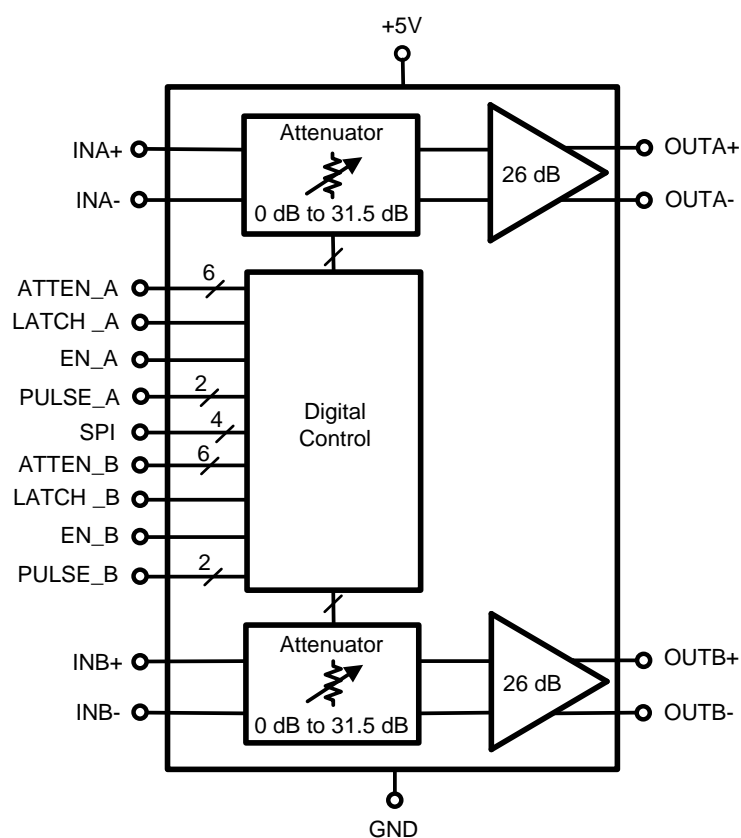 +5V
Attenuator
INA+
OUTA+
26 dB
INA-
OUTA-
0 dB to 31.5 dB
6
ATTEN_A
LATCH _A
EN_A
2
PULSE_A
Digital
Control
4
SPI
6
ATTEN_B
LATCH _B
EN_B
2
PULSE_B
Attenuator
INB+
OUTB+
26 dB
INB-
OUTB-
0 dB to 31.5 dB
GND